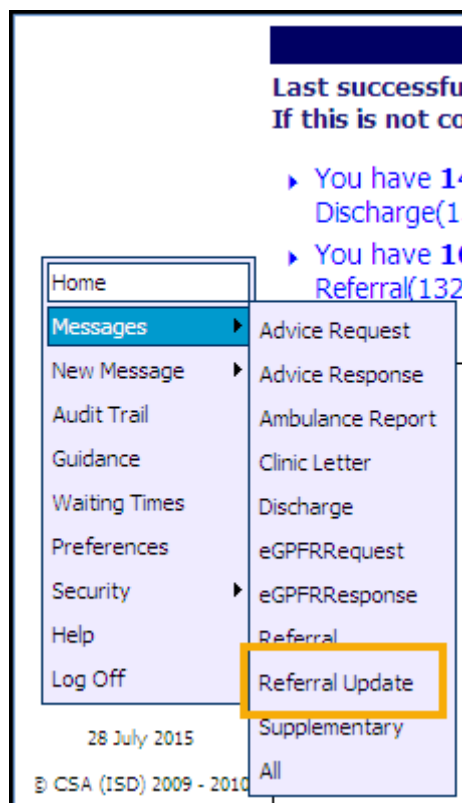 Last successfu
If this is not co
You have 14
Discharge(1
You have 16
Referral(132
Home
Messages
New Message
Audit Trail
Guidance
Waiting Times
Preferences
Security
Help
Log Off
Advice Request
Advice Response
Ambulance Report
Clinic Letter
Discharge
eGPFRRequest
eGPFRResponse
Referral
Referral Update
Supplementary
All
28 July 2015
© CSA (ISD) 2009 - 2010